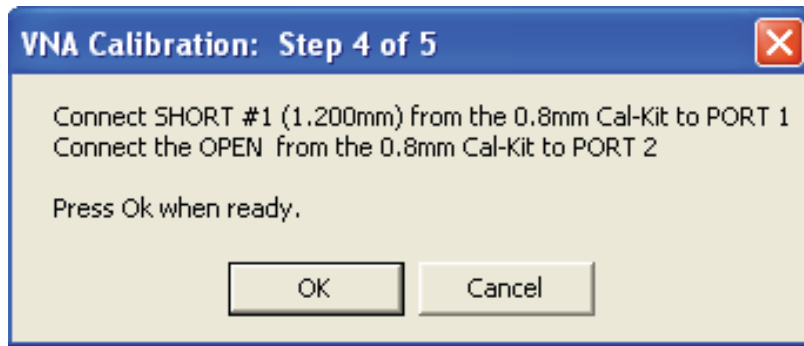 VNA Calibration: Step 4 of 5
Connect SHORT #1 (1.200mm) from the 0.8mm Cal-Kit to PORT 1
Connect the OPEN from the 0.8mm Cal-Kit to PORT 2
Press Ok when ready.
OK
Cancel